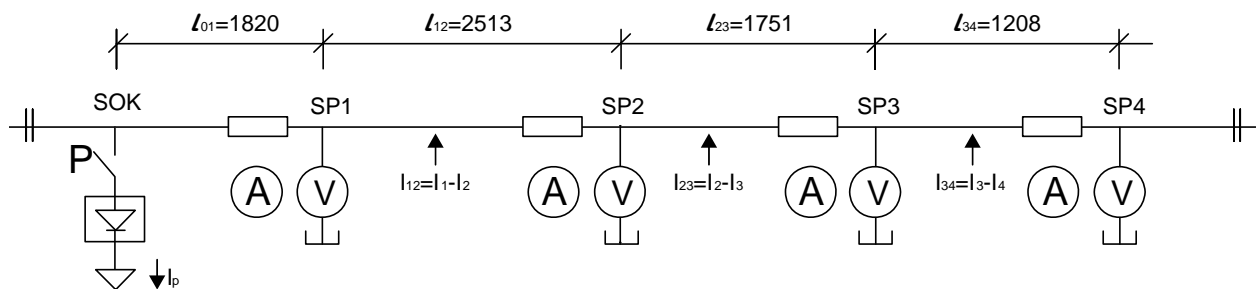 l01=1820 l12=2513 l23=1751 l34=1208
SOK SP1 SP2 SP3 SP4
P
A V A V A V A V
I12=I1-I2 I23=I2-I3 I34=I3-I4
Ip